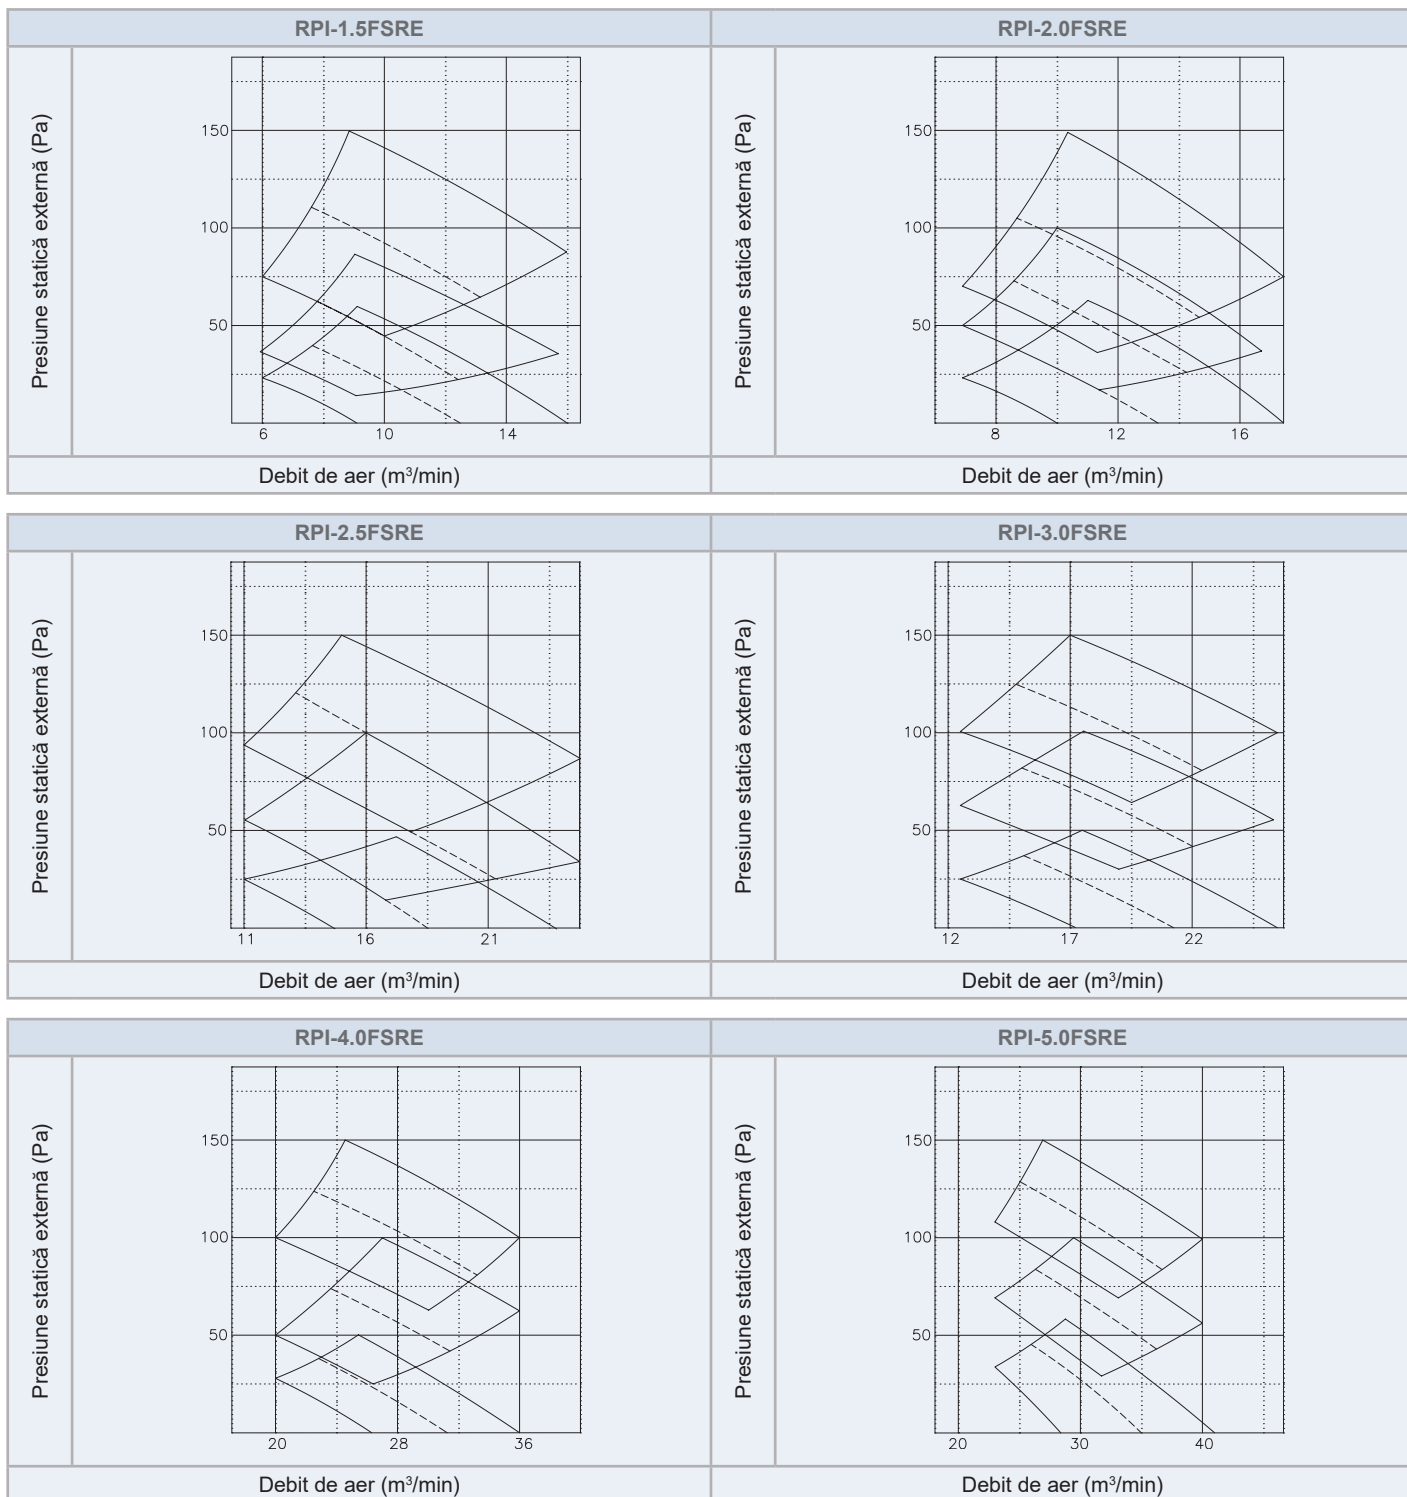 RPI-1.5FSRE
RPI-2.0FSRE
Presiune statică externă (Pa)
150
100
50
6 10 14
Presiune statică externă (Pa)
150
100
50
8 12 16
Debit de aer (m³/min)
Debit de aer (m³/min)
RPI-2.5FSRE
RPI-3.0FSRE
Presiune statică externă (Pa)
150
100
50
11 16 21
Presiune statică externă (Pa)
150
100
50
12 17 22
Debit de aer (m³/min)
Debit de aer (m³/min)
RPI-4.0FSRE
RPI-5.0FSRE
Presiune statică externă (Pa)
150
100
50
20 28 36
Presiune statică externă (Pa)
150
100
50
20 30 40
Debit de aer (m³/min)
Debit de aer (m³/min)